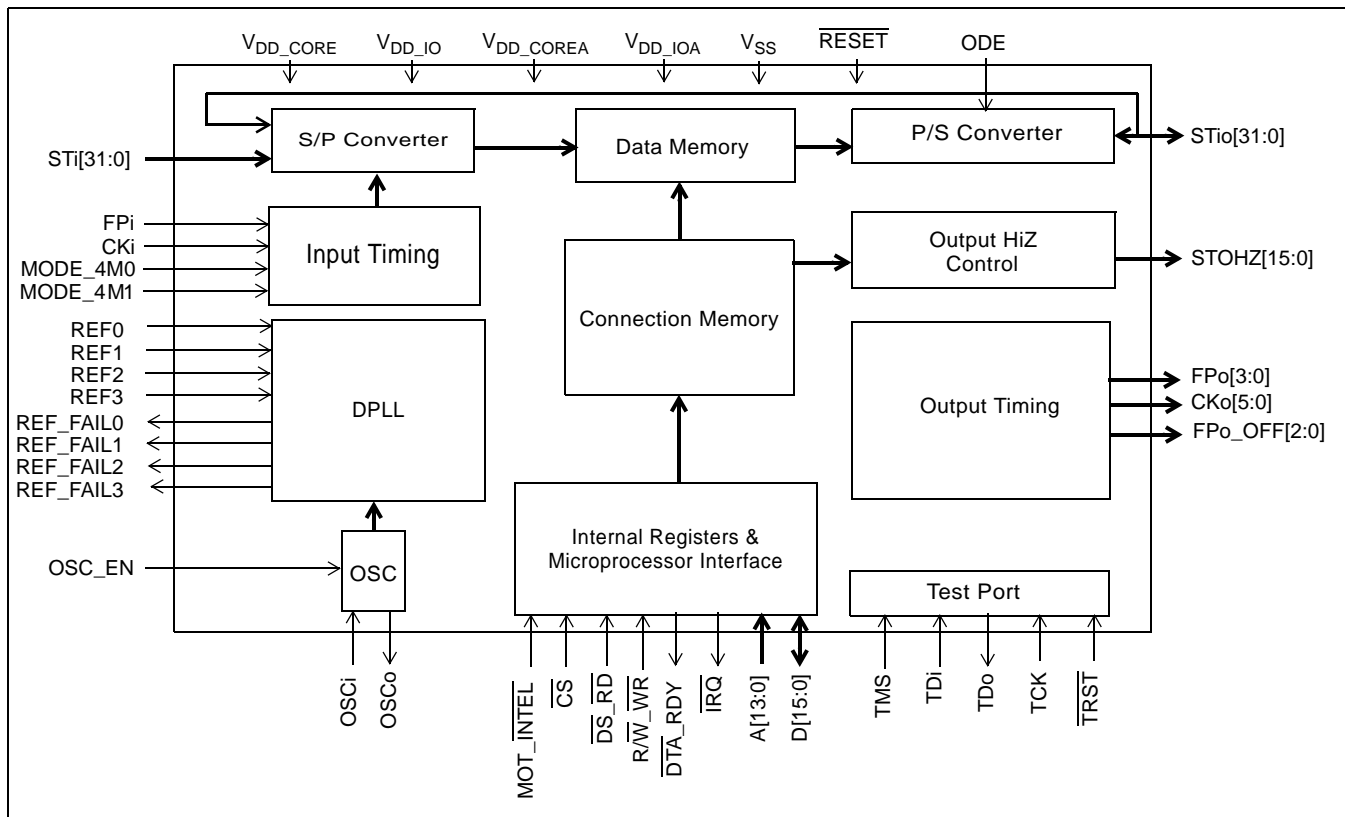 VDD_CORE VDD_IO VDD_COREA VDD_IOA VSS RESET ODE
S/P Converter
Data Memory
P/S Converter
STi[31:0]
STio[31:0]
FPi
CKi
MODE_4M0
MODE_4M1
Input Timing
Output HiZ
Control
STOHZ[15:0]
Connection Memory
REF0
REF1
REF2
REF3
REF_FAIL0
REF_FAIL1
REF_FAIL2
REF_FAIL3
DPLL
Output Timing
FPo[3:0]
CKo[5:0]
FPo_OFF[2:0]
Internal Registers &
Microprocessor Interface
OSC_EN
OSC
Test Port
OSCi
OSCo
MOT_INTEL
CS
DS_RD
R/W_WR
DTA_RDY
IRQ
A[13:0]
D[15:0]
TMS
TDi
TDo
TCK
TRST